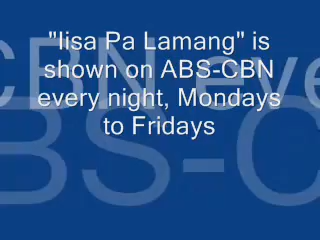 "Iisa Pa Lamang" is
shown on ABS-CBN
every night, Mondays
to Fridays